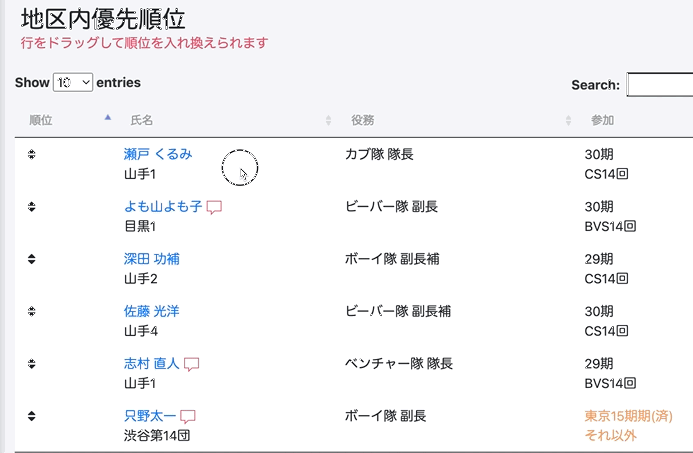 地区内優先順位
行をドラッグして順位を入れ換えられます
Show 10 entries
Search:
順位 氏名 役務 参加
瀬戸 くるみ カブ隊 隊長 30期
山手1 CS14回
よも山よも子 ビーバー隊 副長 30期
目黒1 BVS14回
深田 功補 ボーイ隊 副長補 29期
山手2 CS14回
佐藤 光洋 ビーバー隊 副長補 30期
山手4 CS14回
志村 直人 ベンチャー隊 隊長 29期
山手1 BVS14回
只野太一 ボーイ隊 副長 東京15期期(済)
渋谷第14団 それ以外